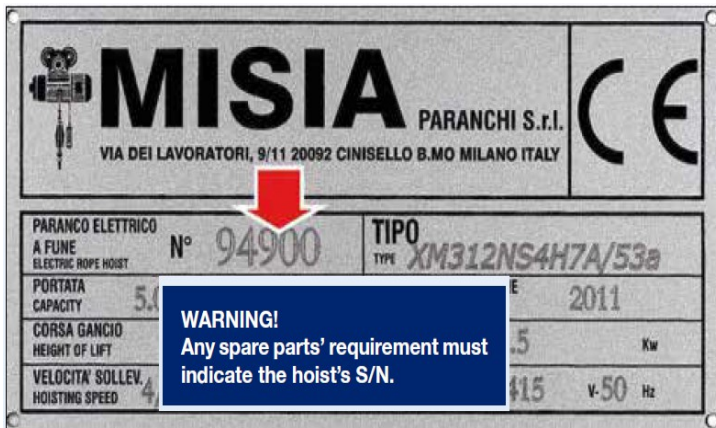 MISIA PARANCHI S.r.l.
VIA DEI LAVORATORI, 9/11 20092 CINISELLO B.MO MILANO ITALY
CE
PARANCO ELETTRICO
A FUNE
ELECTRIC ROPE HOIST
N° 94900
TIPO
TYPE XM312NS4H7A/53a
PORTATA
CAPACITY
2011
CORSA GANCIO
HEIGHT OF LIFT
.5 Kw
VELOCITA' SOLLEV.
HOISTING SPEED 4
415 V-50 Hz
WARNING!
Any spare parts' requirement must
indicate the hoist's S/N.